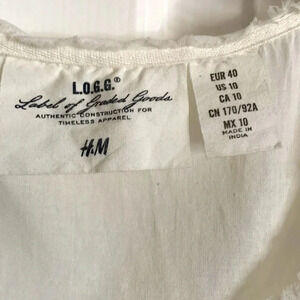 L.O.G.G.®
Label of Graded Goods
AUTHENTIC CONSTRUCTION FOR
TIMELESS APPAREL
H&M
EUR 40
US 10
CA 10
CN 170/92A
MX 10
MADE IN
INDIA